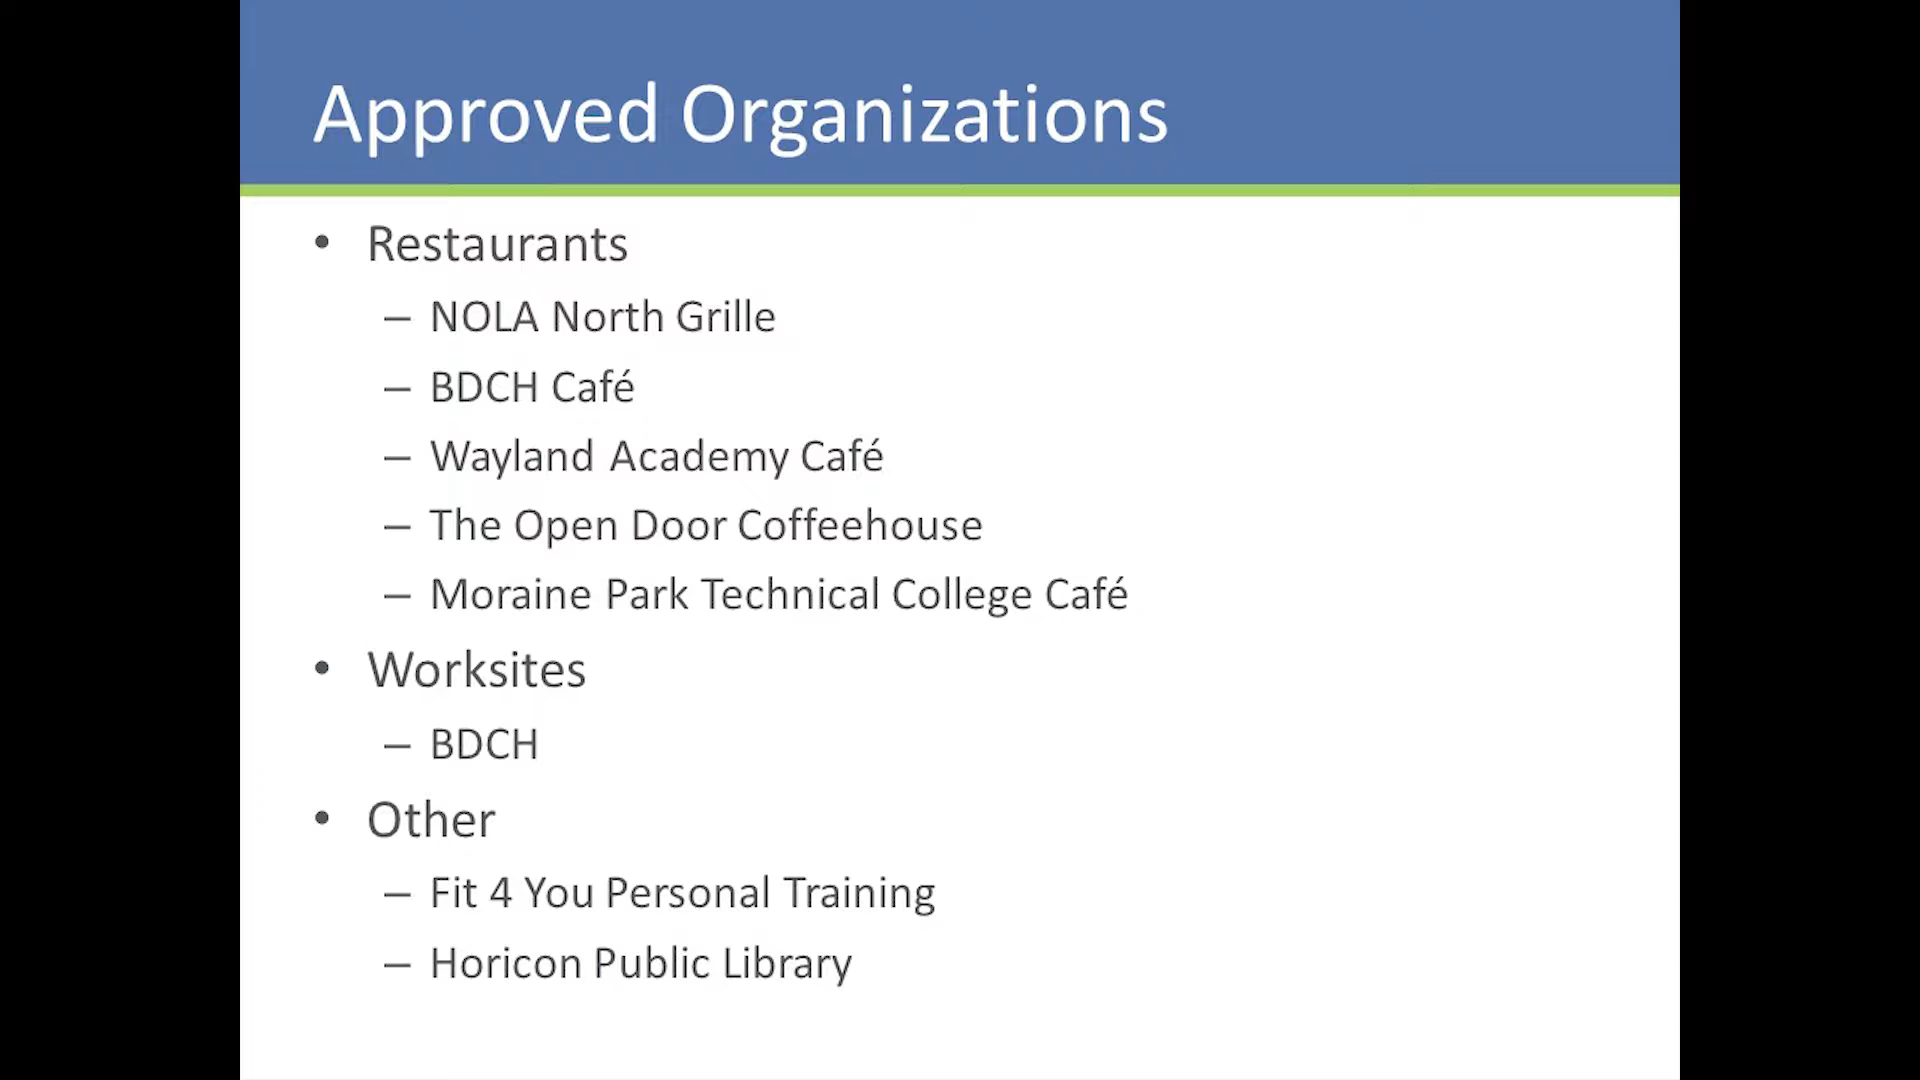 Approved Organizations
• Restaurants
– NOLA North Grille
– BDCH Café
– Wayland Academy Café
– The Open Door Coffeehouse
– Moraine Park Technical College Café
• Worksites
– BDCH
• Other
– Fit 4 You Personal Training
– Horicon Public Library